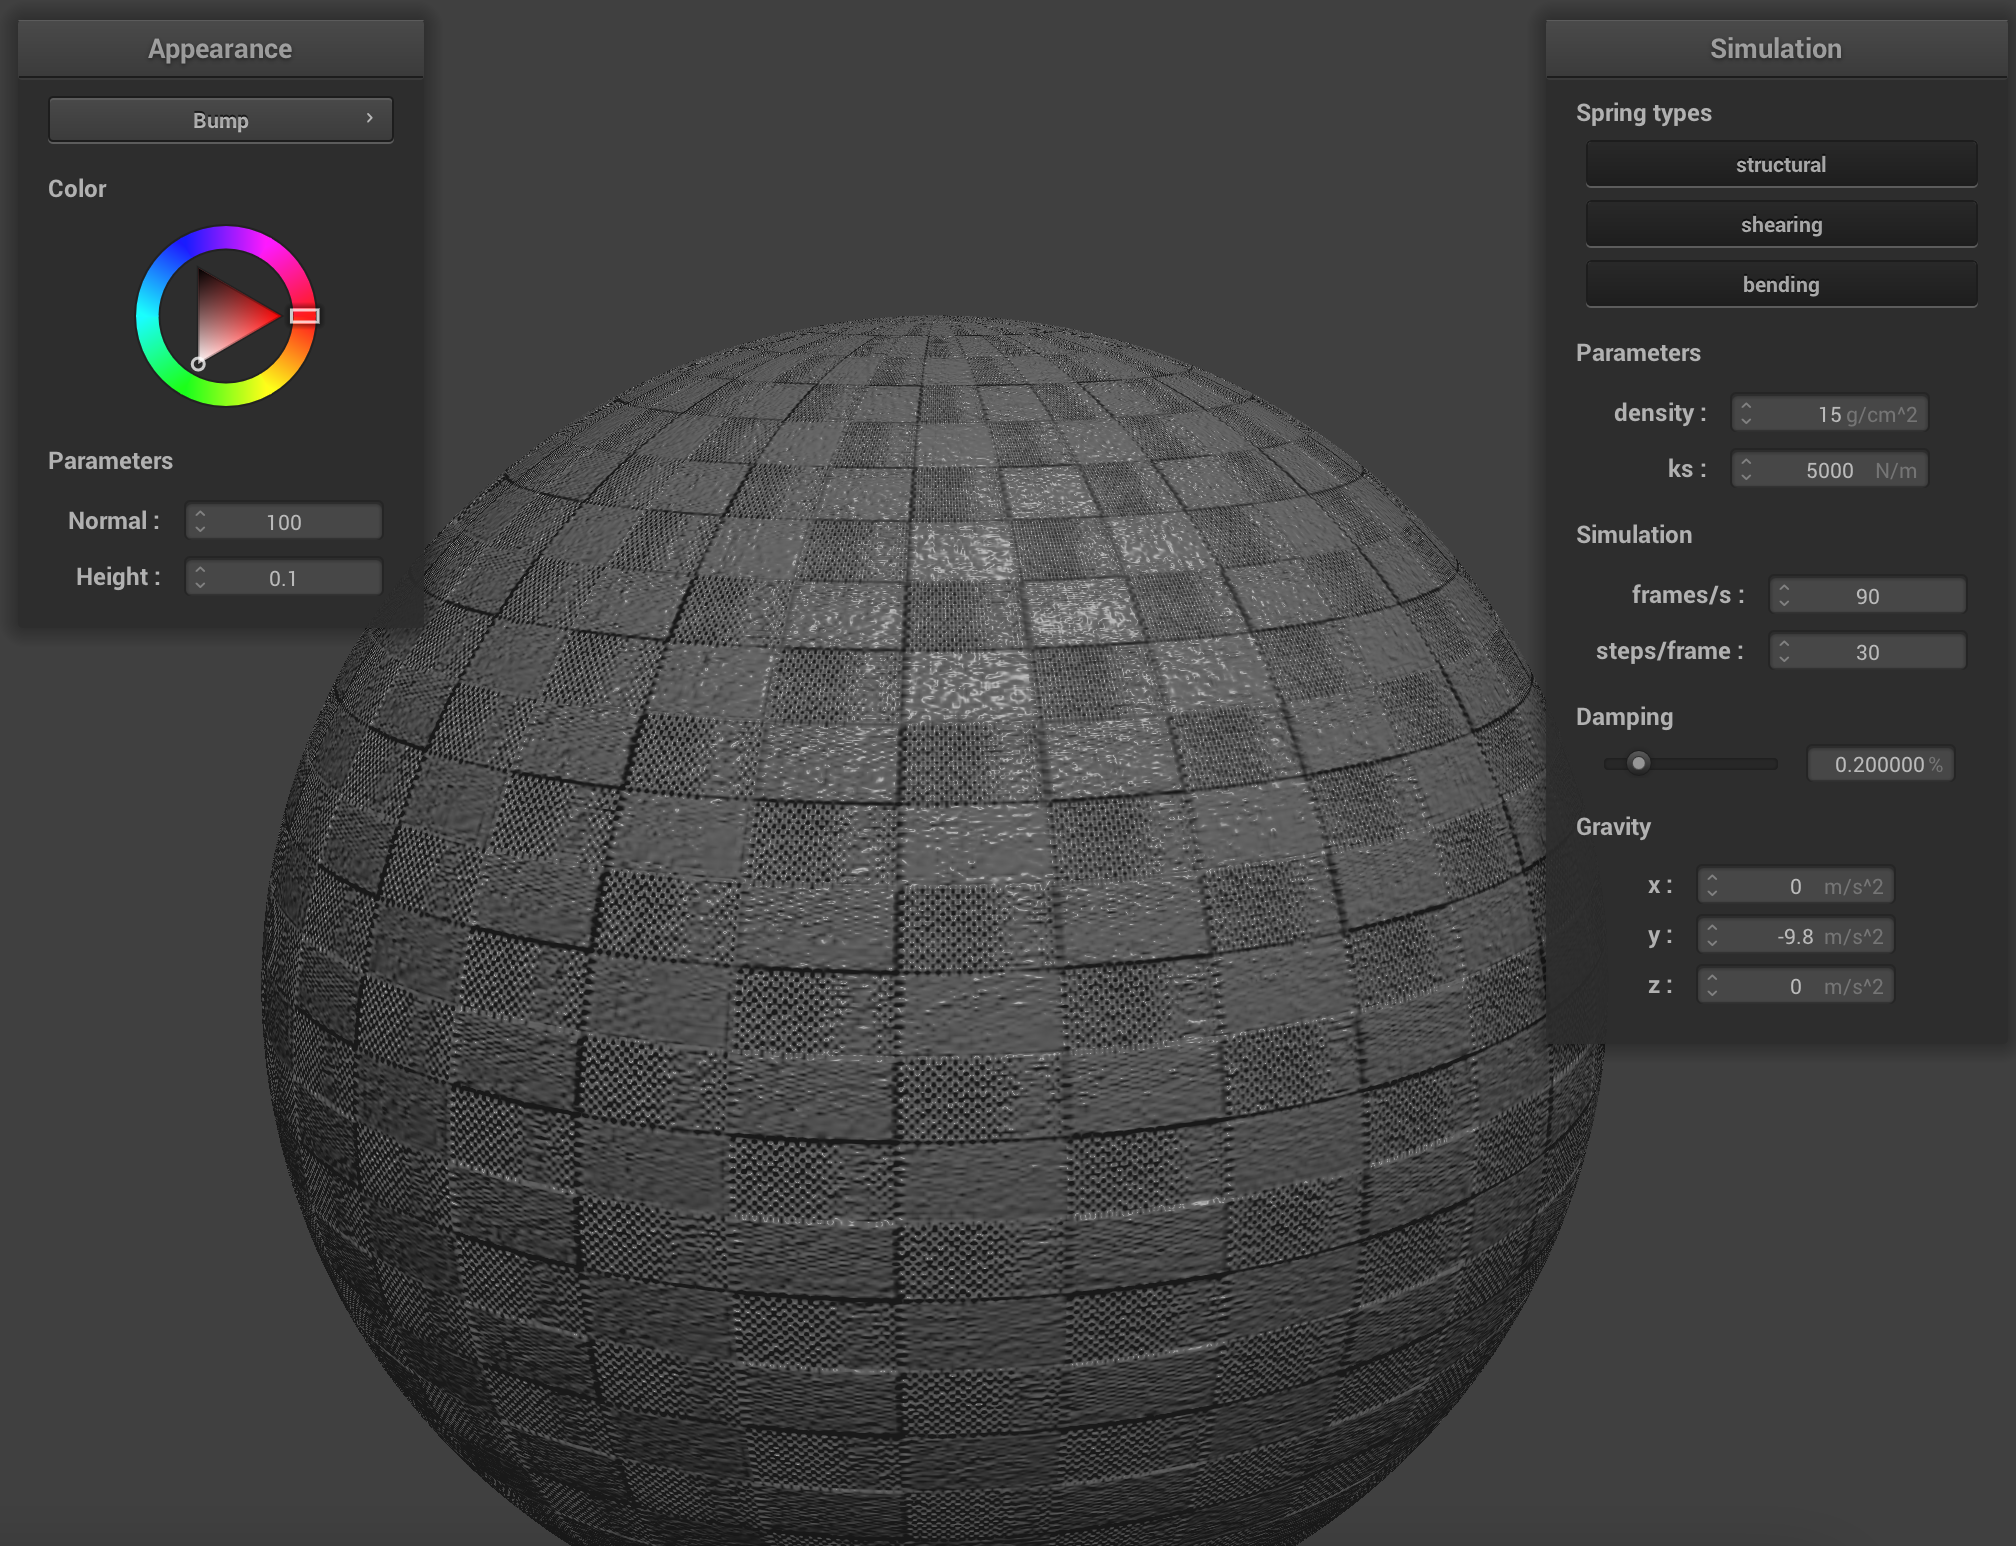 Appearance
Bump
Color
Parameters
Normal : 100
Height : 0.1
Simulation
Spring types
structural
shearing
bending
Parameters
density : 15 g/cm^2
ks : 5000 N/m
Simulation
frames/s : 90
steps/frame : 30
Damping
0.200000 %
Gravity
x : 0 m/s^2
y : -9.8 m/s^2
z : 0 m/s^2